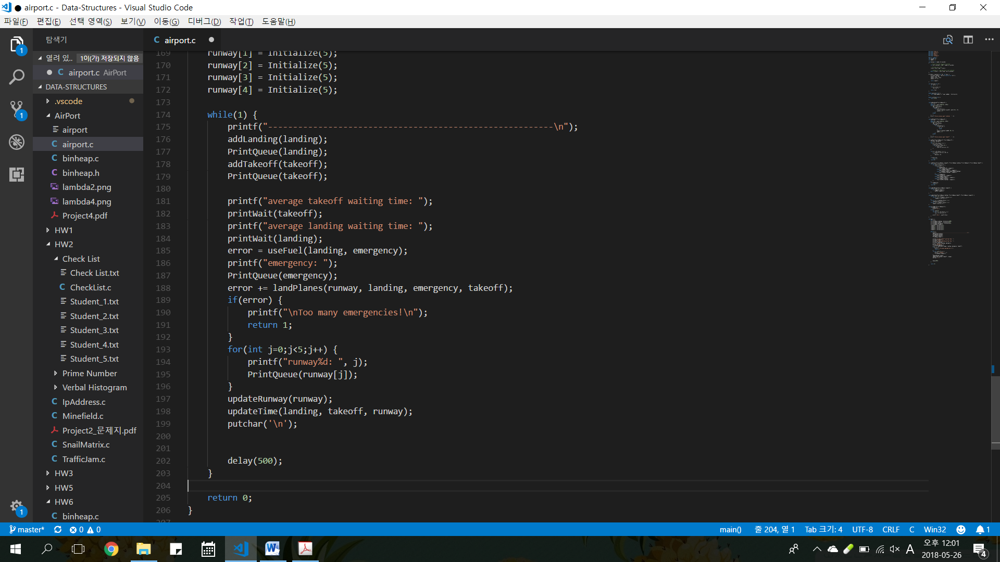 airport.c - Data-Structures - Visual Studio Code
파일(F) 편집(E) 선택 영역(S) 보기(V) 이동(G) 디버그(D) 작업(T) 도움말(H)
탐색기
C airport.c
열려 있.. 1이(가) 저장되지 않음
C airport.c AirPort
DATA-STRUCTURES
.vscode
AirPort
airport
C airport.c
C binheap.c
C binheap.h
lambda2.png
lambda4.png
Project4.pdf
HW1
HW2
Check List
Check List.txt
C CheckList.c
Student_1.txt
Student_2.txt
Student_3.txt
Student_4.txt
Student_5.txt
Prime Number
Verbal Histogram
C IpAddress.c
C Minefield.c
Project2_문제지.pdf
C SnailMatrix.c
C TrafficJam.c
HW3
HW5
HW6
C binheap.c
1
1
1
169 runway[1] = Initialize(5);
170 runway[2] = Initialize(5);
171 runway[3] = Initialize(5);
172 runway[4] = Initialize(5);
173
174 while(1) {
175 printf("---------------------------------------------------------\n");
176 addLanding(landing);
177 PrintQueue(landing);
178 addTakeoff(takeoff);
179 PrintQueue(takeoff);
180
181 printf("average takeoff waiting time: ");
182 printWait(takeoff);
183 printf("average landing waiting time: ");
184 printWait(landing);
185 error = useFuel(landing, emergency);
186 printf("emergency: ");
187 PrintQueue(emergency);
188 error += landPlanes(runway, landing, emergency, takeoff);
189 if(error) {
190 printf("\nToo many emergencies!\n");
191 return 1;
192 }
193 for(int j=0;j<5;j++) {
194 printf("runway%d: ", j);
195 PrintQueue(runway[j]);
196 }
197 updateRunway(runway);
198 updateTime(landing, takeoff, runway);
199 putchar('\n');
200
201
202 delay(500);
203 }
204
205 return 0;
206 }
207
master* 0 0 main() 줄 204, 열 1 Tab 크기: 4 UTF-8 CRLF C Win32 1
A 오후 12:01
2018-05-26
4